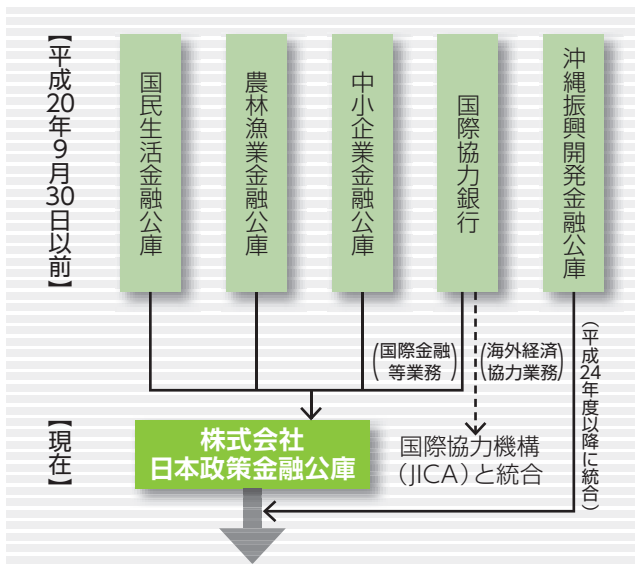 【平成20年9月30日以前】
国民生活金融公庫
農林漁業金融公庫
中小企業金融公庫
国際協力銀行
沖縄振興開発金融公庫
(国際金融
等業務)
(海外経済
協力業務)
(平成24年度以降に統合)
【現在】
株式会社
日本政策金融公庫
国際協力機構
(JICA)と統合